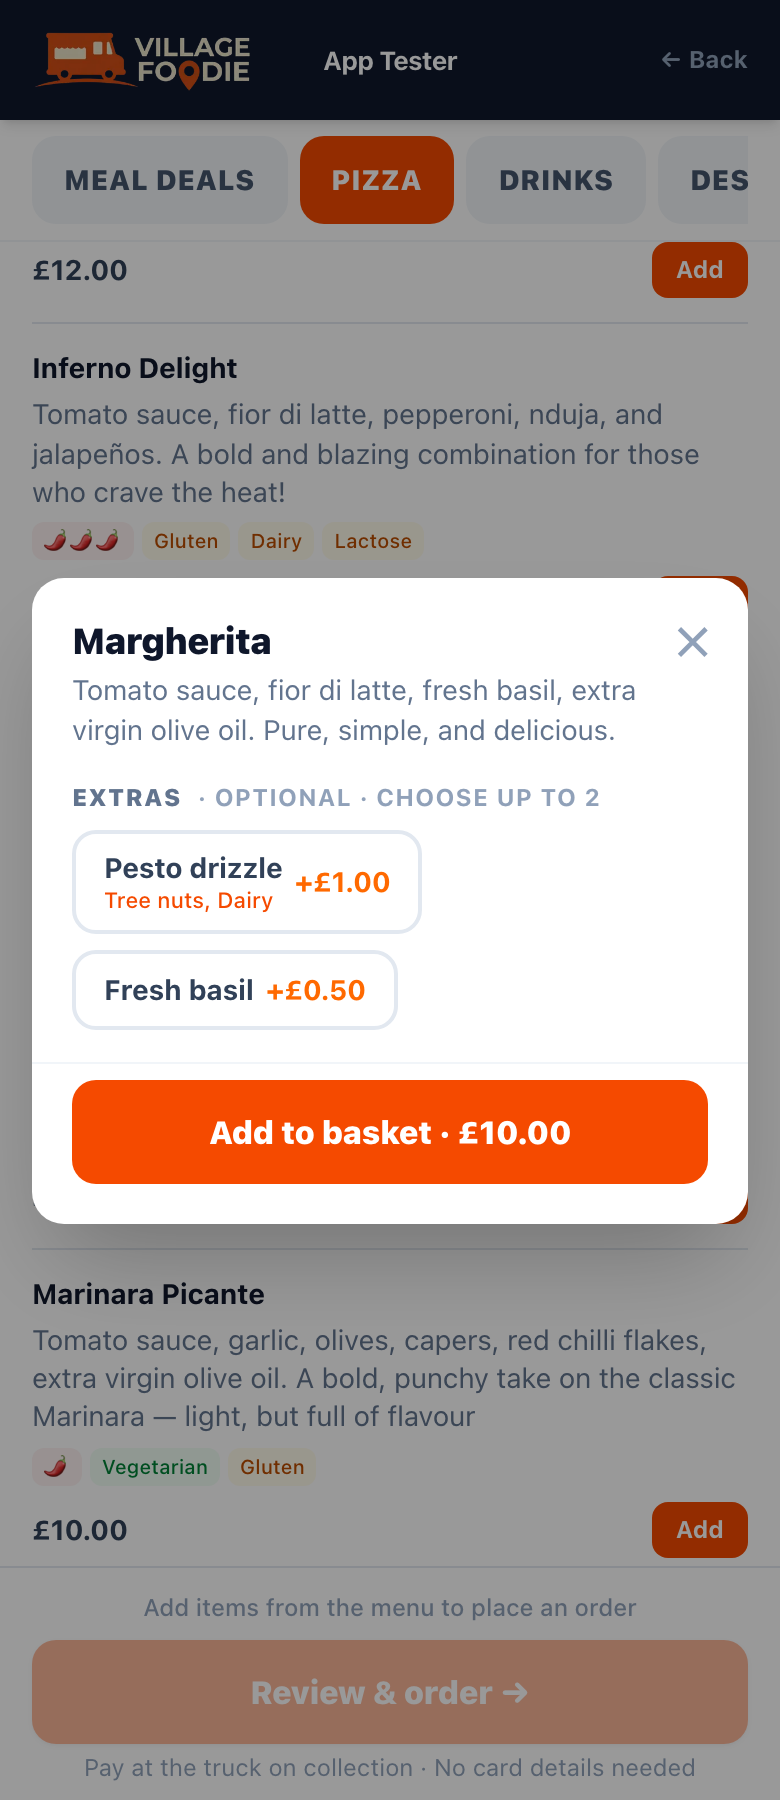 VILLAGE
FOODIE
App Tester
← Back
MEAL DEALS
PIZZA
DRINKS
DES
£12.00
Add
Inferno Delight
Tomato sauce, fior di latte, pepperoni, nduja, and
jalapeños. A bold and blazing combination for those
who crave the heat!
🌶️🌶️🌶️ Gluten Dairy Lactose
Margherita
×
Tomato sauce, fior di latte, fresh basil, extra
virgin olive oil. Pure, simple, and delicious.
EXTRAS · OPTIONAL · CHOOSE UP TO 2
Pesto drizzle
Tree nuts, Dairy
+£1.00
Fresh basil +£0.50
Add to basket · £10.00
Marinara Picante
Tomato sauce, garlic, olives, capers, red chilli flakes,
extra virgin olive oil. A bold, punchy take on the classic
Marinara — light, but full of flavour
🌶️ Vegetarian Gluten
£10.00
Add
Add items from the menu to place an order
Review & order →
Pay at the truck on collection · No card details needed